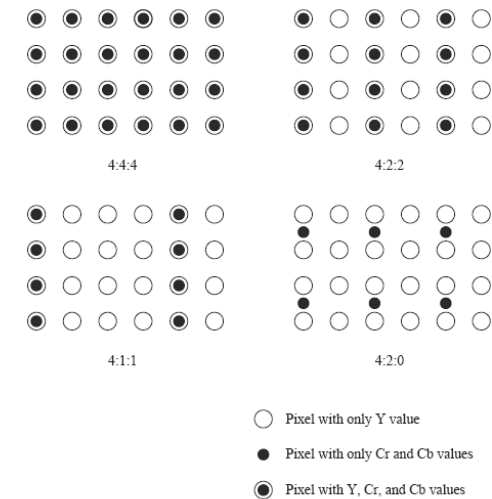 4:4:4
4:2:2
4:1:1
4:2:0
Pixel with only Y value
Pixel with only Cr and Cb values
Pixel with Y, Cr, and Cb values